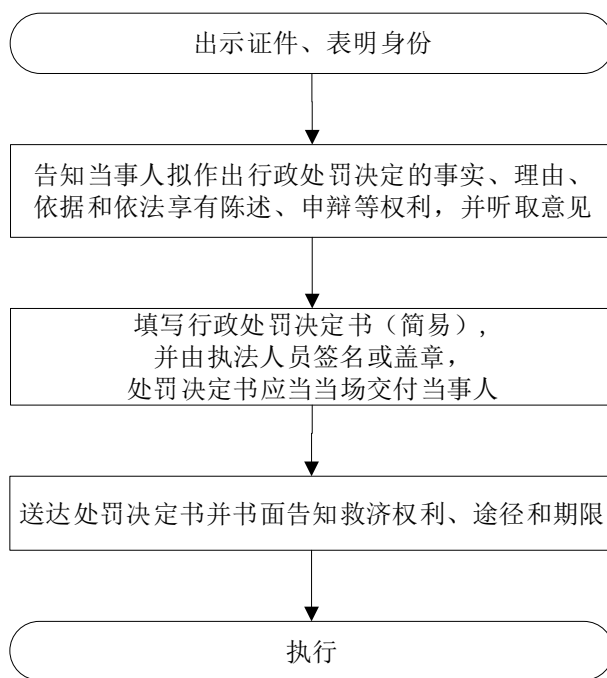 出示证件、表明身份
告知当事人拟作出行政处罚决定的事实、理由、
依据和依法享有陈述、申辩等权利，并听取意见
填写行政处罚决定书（简易）,
并由执法人员签名或盖章，
处罚决定书应当当场交付当事人
送达处罚决定书并书面告知救济权利、途径和期限
执行